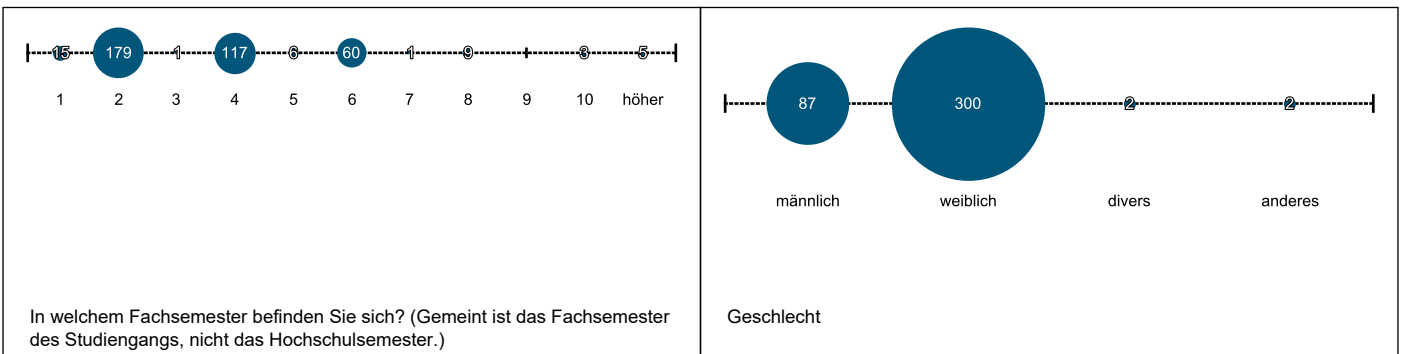 15 179 1 117 6 60 1 9 3 5
1 2 3 4 5 6 7 8 9 10 höher
In welchem Fachsemester befinden Sie sich? (Gemeint ist das Fachsemester
des Studiengangs, nicht das Hochschulsemester.)
87 300 2 2
männlich weiblich divers anderes
Geschlecht